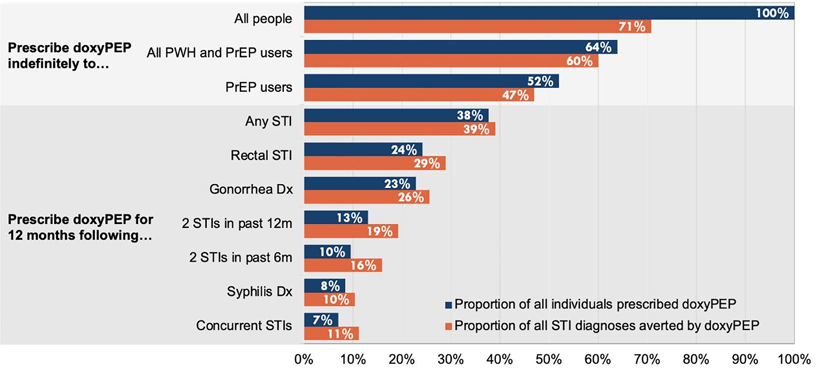 All people
100%
71%
Prescribe doxyPEP
indefinitely to…
All PWH and PrEP users
64%
60%
PrEP users
52%
47%
Any STI
38%
39%
Rectal STI
24%
29%
Gonorrhea Dx
23%
26%
Prescribe doxyPEP for
12 months following…
2 STIs in past 12m
13%
19%
2 STIs in past 6m
10%
16%
Syphilis Dx
8%
10%
Concurrent STIs
7%
11%
Proportion of all individuals prescribed doxyPEP
Proportion of all STI diagnoses averted by doxyPEP
0% 10% 20% 30% 40% 50% 60% 70% 80% 90% 100%